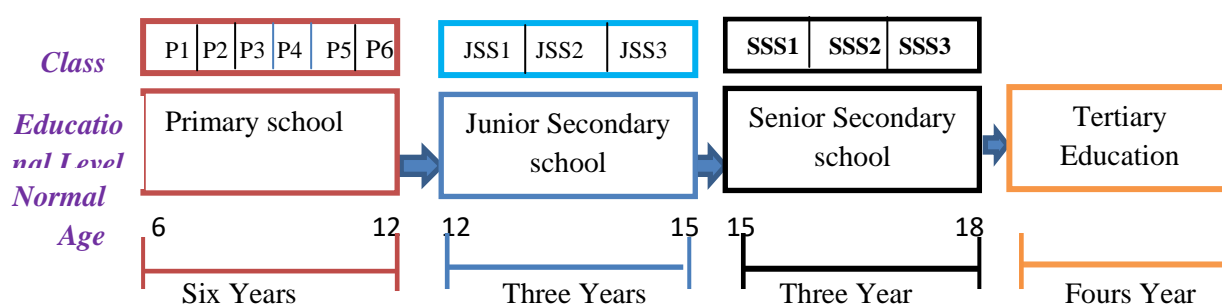 Class
P1 P2 P3 P4 P5 P6
JSS1 JSS2 JSS3
SSS1 SSS2 SSS3
Educatio
nal Level
Primary school
Junior Secondary
school
Senior Secondary
school
Tertiary
Education
Normal
Age
6 12
12 15
15 18
Six Years
Three Years
Three Year
Fours Year